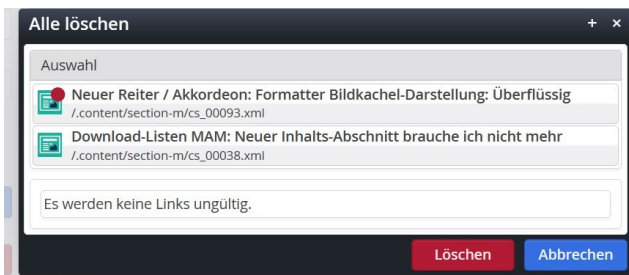 Alle löschen
Auswahl
Neuer Reiter / Akkordeon: Formatter Bildkachel-Darstellung: Überflüssig
/.content/section-m/cs_00093.xml
Download-Listen MAM: Neuer Inhalts-Abschnitt brauche ich nicht mehr
/.content/section-m/cs_00038.xml
Es werden keine Links ungültig.
Löschen Abbrechen